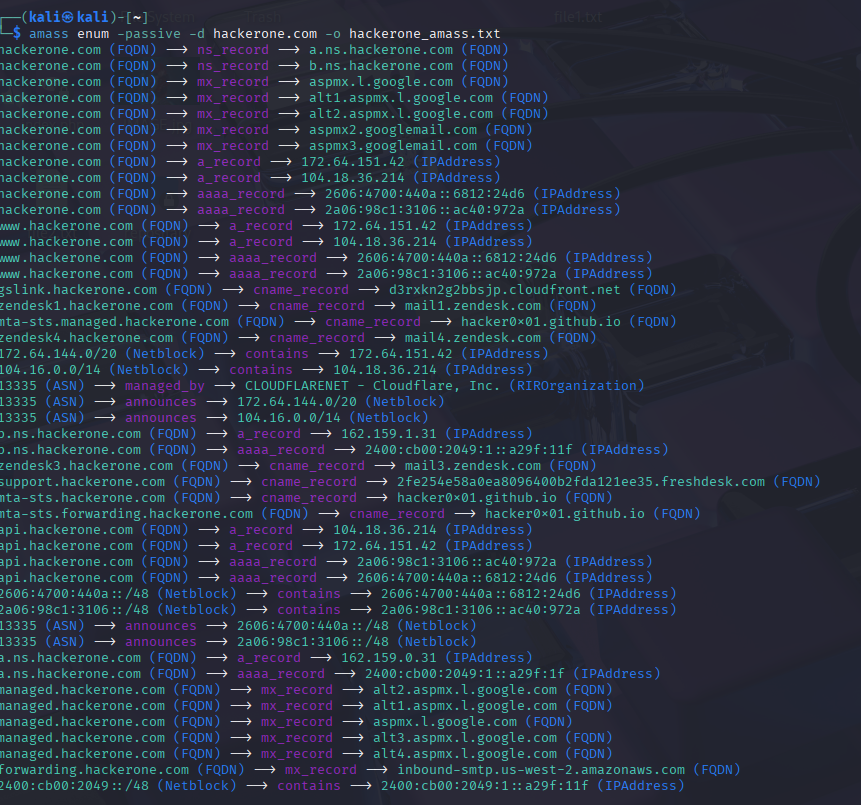 (kali㉿kali)-[~]
$ amass enum -passive -d hackerone.com -o hackerone_amass.txt
hackerone.com (FQDN) → ns_record → a.ns.hackerone.com (FQDN)
hackerone.com (FQDN) → ns_record → b.ns.hackerone.com (FQDN)
hackerone.com (FQDN) → mx_record → aspmx.l.google.com (FQDN)
hackerone.com (FQDN) → mx_record → alt1.aspmx.l.google.com (FQDN)
hackerone.com (FQDN) → mx_record → alt2.aspmx.l.google.com (FQDN)
hackerone.com (FQDN) → mx_record → aspmx2.googlemail.com (FQDN)
hackerone.com (FQDN) → mx_record → aspmx3.googlemail.com (FQDN)
hackerone.com (FQDN) → a_record → 172.64.151.42 (IPAddress)
hackerone.com (FQDN) → a_record → 104.18.36.214 (IPAddress)
hackerone.com (FQDN) → aaaa_record → 2606:4700:440a::6812:24d6 (IPAddress)
hackerone.com (FQDN) → aaaa_record → 2a06:98c1:3106::ac40:972a (IPAddress)
www.hackerone.com (FQDN) → a_record → 172.64.151.42 (IPAddress)
www.hackerone.com (FQDN) → a_record → 104.18.36.214 (IPAddress)
www.hackerone.com (FQDN) → aaaa_record → 2606:4700:440a::6812:24d6 (IPAddress)
www.hackerone.com (FQDN) → aaaa_record → 2a06:98c1:3106::ac40:972a (IPAddress)
gslink.hackerone.com (FQDN) → cname_record → d3rxkn2g2bbsjp.cloudfront.net (FQDN)
zendesk1.hackerone.com (FQDN) → cname_record → mail1.zendesk.com (FQDN)
mta-sts.managed.hackerone.com (FQDN) → cname_record → hacker0x01.github.io (FQDN)
zendesk4.hackerone.com (FQDN) → cname_record → mail4.zendesk.com (FQDN)
172.64.144.0/20 (Netblock) → contains → 172.64.151.42 (IPAddress)
104.16.0.0/14 (Netblock) → contains → 104.18.36.214 (IPAddress)
13335 (ASN) → managed_by → CLOUDFLARENET - Cloudflare, Inc. (RIROrganization)
13335 (ASN) → announces → 172.64.144.0/20 (Netblock)
13335 (ASN) → announces → 104.16.0.0/14 (Netblock)
b.ns.hackerone.com (FQDN) → a_record → 162.159.1.31 (IPAddress)
b.ns.hackerone.com (FQDN) → aaaa_record → 2400:cb00:2049:1::a29f:11f (IPAddress)
zendesk3.hackerone.com (FQDN) → cname_record → mail3.zendesk.com (FQDN)
support.hackerone.com (FQDN) → cname_record → 2fe254e58a0ea8096400b2fda121ee35.freshdesk.com (FQDN)
mta-sts.hackerone.com (FQDN) → cname_record → hacker0x01.github.io (FQDN)
mta-sts.forwarding.hackerone.com (FQDN) → cname_record → hacker0x01.github.io (FQDN)
api.hackerone.com (FQDN) → a_record → 104.18.36.214 (IPAddress)
api.hackerone.com (FQDN) → a_record → 172.64.151.42 (IPAddress)
api.hackerone.com (FQDN) → aaaa_record → 2a06:98c1:3106::ac40:972a (IPAddress)
api.hackerone.com (FQDN) → aaaa_record → 2606:4700:440a::6812:24d6 (IPAddress)
2606:4700:440a::/48 (Netblock) → contains → 2606:4700:440a::6812:24d6 (IPAddress)
2a06:98c1:3106::/48 (Netblock) → contains → 2a06:98c1:3106::ac40:972a (IPAddress)
13335 (ASN) → announces → 2606:4700:440a::/48 (Netblock)
13335 (ASN) → announces → 2a06:98c1:3106::/48 (Netblock)
a.ns.hackerone.com (FQDN) → a_record → 162.159.0.31 (IPAddress)
a.ns.hackerone.com (FQDN) → aaaa_record → 2400:cb00:2049:1::a29f:1f (IPAddress)
managed.hackerone.com (FQDN) → mx_record → alt2.aspmx.l.google.com (FQDN)
managed.hackerone.com (FQDN) → mx_record → alt1.aspmx.l.google.com (FQDN)
managed.hackerone.com (FQDN) → mx_record → aspmx.l.google.com (FQDN)
managed.hackerone.com (FQDN) → mx_record → alt3.aspmx.l.google.com (FQDN)
managed.hackerone.com (FQDN) → mx_record → alt4.aspmx.l.google.com (FQDN)
forwarding.hackerone.com (FQDN) → mx_record → inbound-smtp.us-west-2.amazonaws.com (FQDN)
2400:cb00:2049::/48 (Netblock) → contains → 2400:cb00:2049:1::a29f:11f (IPAddress)